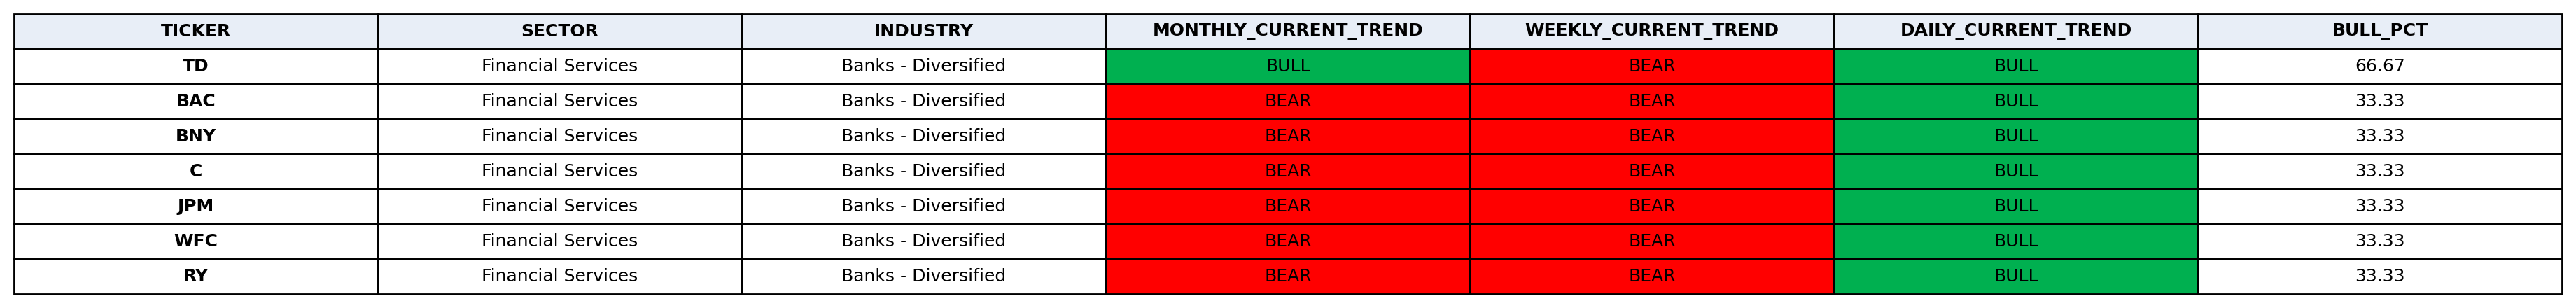 TICKER SECTOR INDUSTRY MONTHLY_CURRENT_TREND WEEKLY_CURRENT_TREND DAILY_CURRENT_TREND BULL_PCT
TD Financial Services Banks - Diversified BULL BEAR BULL 66.67
BAC Financial Services Banks - Diversified BEAR BEAR BULL 33.33
BNY Financial Services Banks - Diversified BEAR BEAR BULL 33.33
C Financial Services Banks - Diversified BEAR BEAR BULL 33.33
JPM Financial Services Banks - Diversified BEAR BEAR BULL 33.33
WFC Financial Services Banks - Diversified BEAR BEAR BULL 33.33
RY Financial Services Banks - Diversified BEAR BEAR BULL 33.33